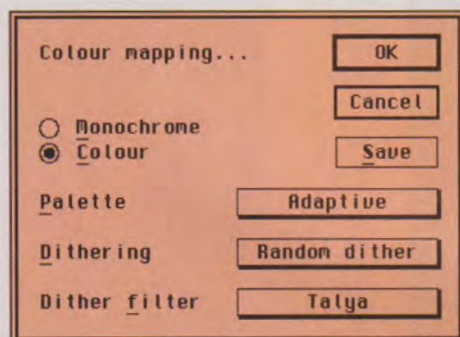 Colour mapping...
OK
Cancel
Monochrome
Colour
Save
Palette
Adaptive
Dithering
Random dither
Dither filter
Talya